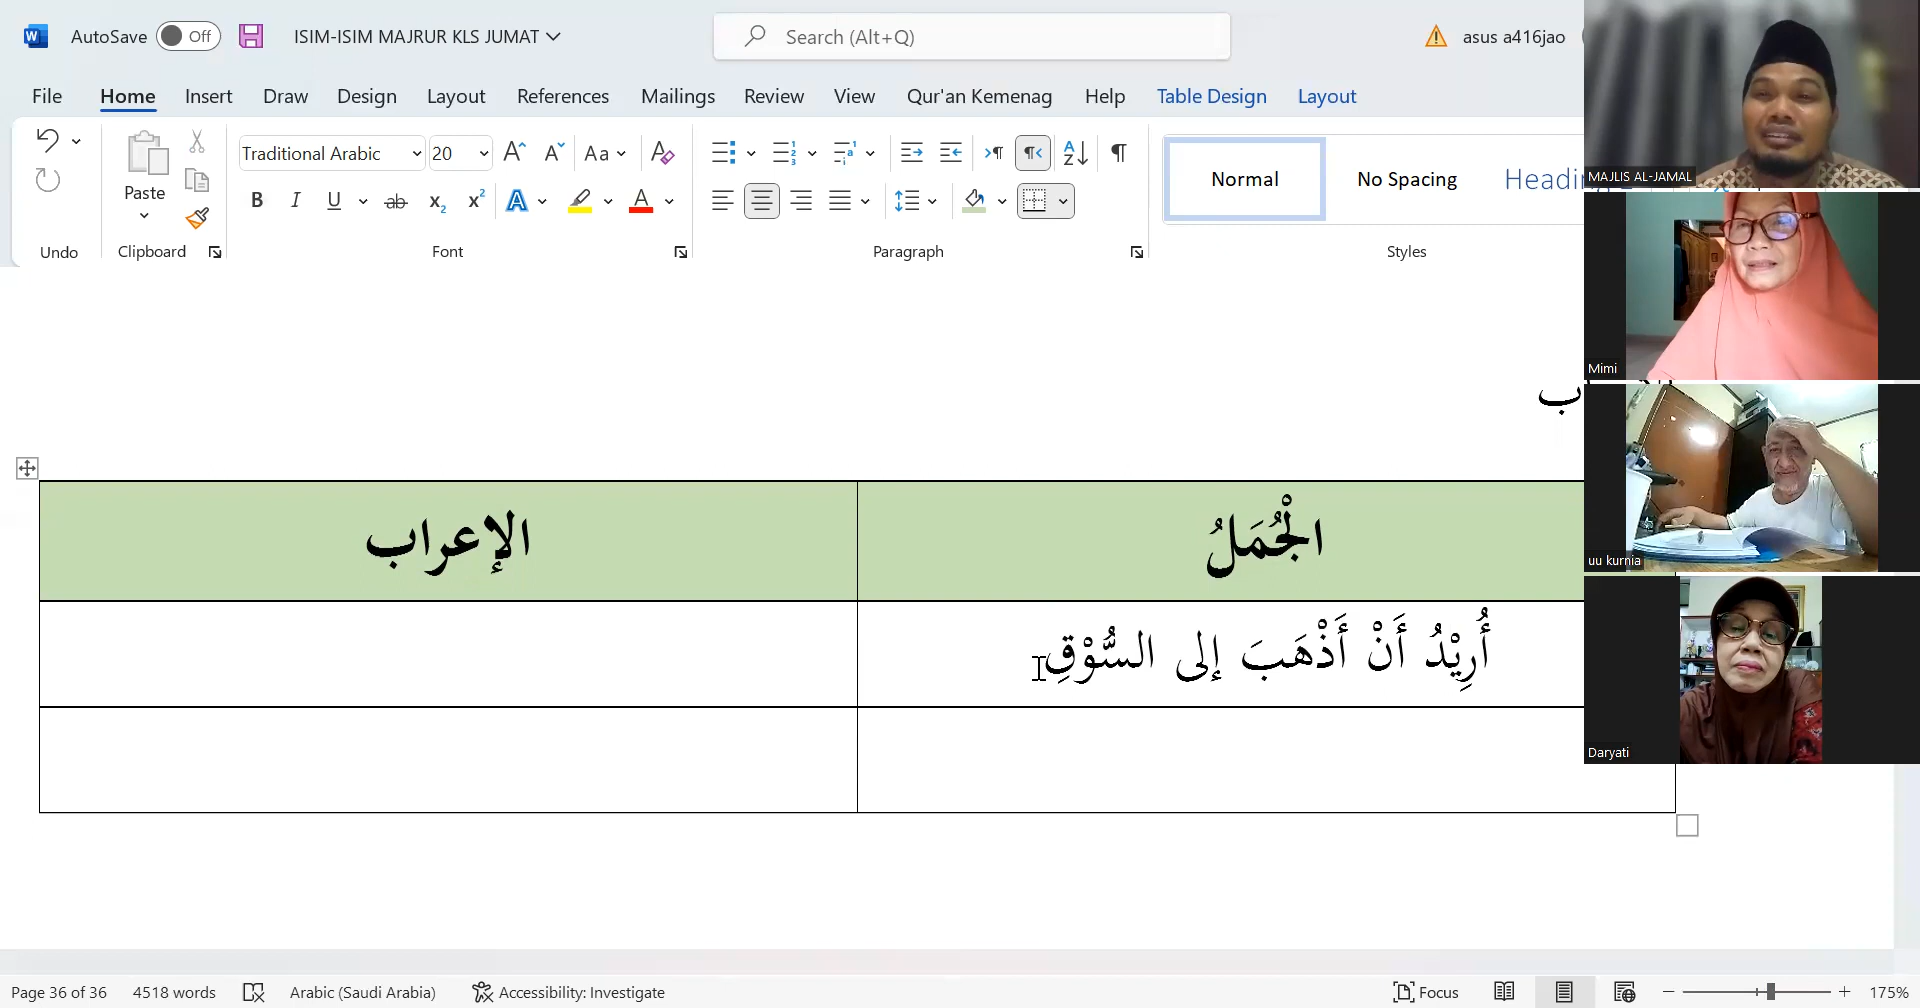 AutoSave Off ISIM-ISIM MAJRUR KLS JUMAT Search (Alt+Q) asus a416jao
File Home Insert Draw Design Layout References Mailings Review View Qur'an Kemenag Help Table Design Layout
Traditional Arabic 20
Paste
Normal No Spacing
Undo Clipboard Font Paragraph Styles
MAJLIS AL-JAMAL
Mimi
uu kurnia
Daryati
الْجُمَلُ الإعراب
أُرِيْدُ أَنْ أَذْهَبَ إلى السُّوْقِ
Page 36 of 36 4518 words Arabic (Saudi Arabia) Accessibility: Investigate Focus 175%